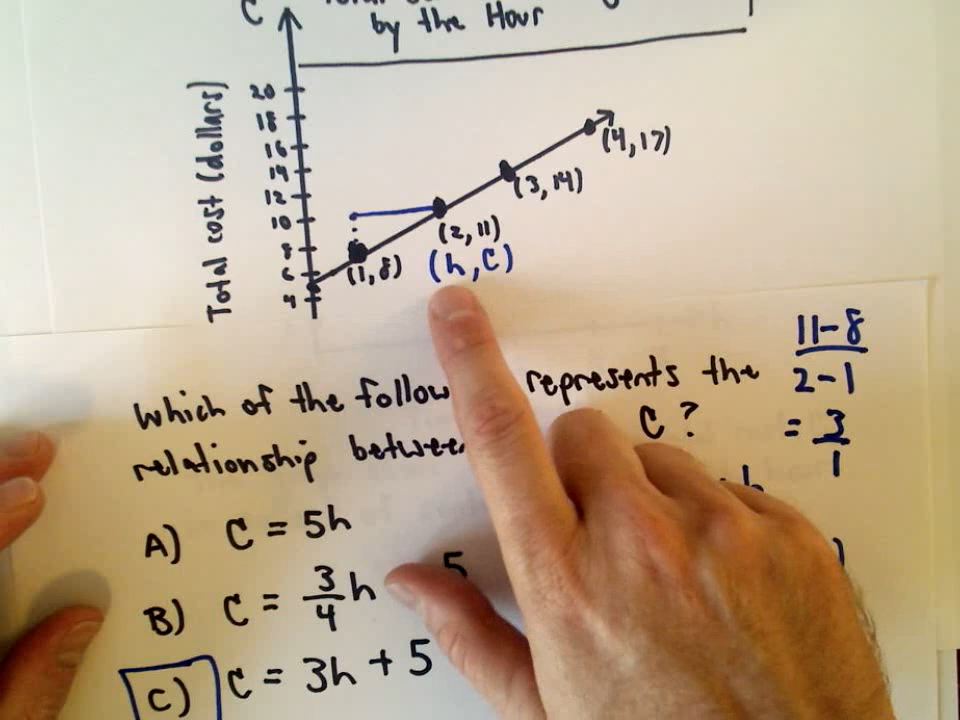 C
by the Hour
Total cost (dollars)
20
18
16
14
12
10
8
6
4
(4,17)
(3,14)
(2,11)
(1,8)
(h,C)
11-8
2-1
= 3
1
Which of the represents the
relationship C?
A) C = 5h
B) C = 3/4 h 5
C) C = 3h + 5